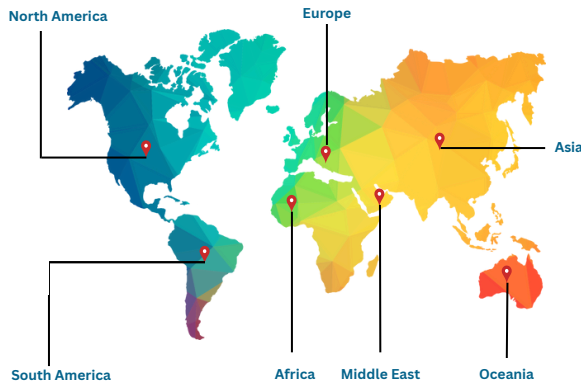 North America
Europe
Asia
South America
Africa
Middle East
Oceania